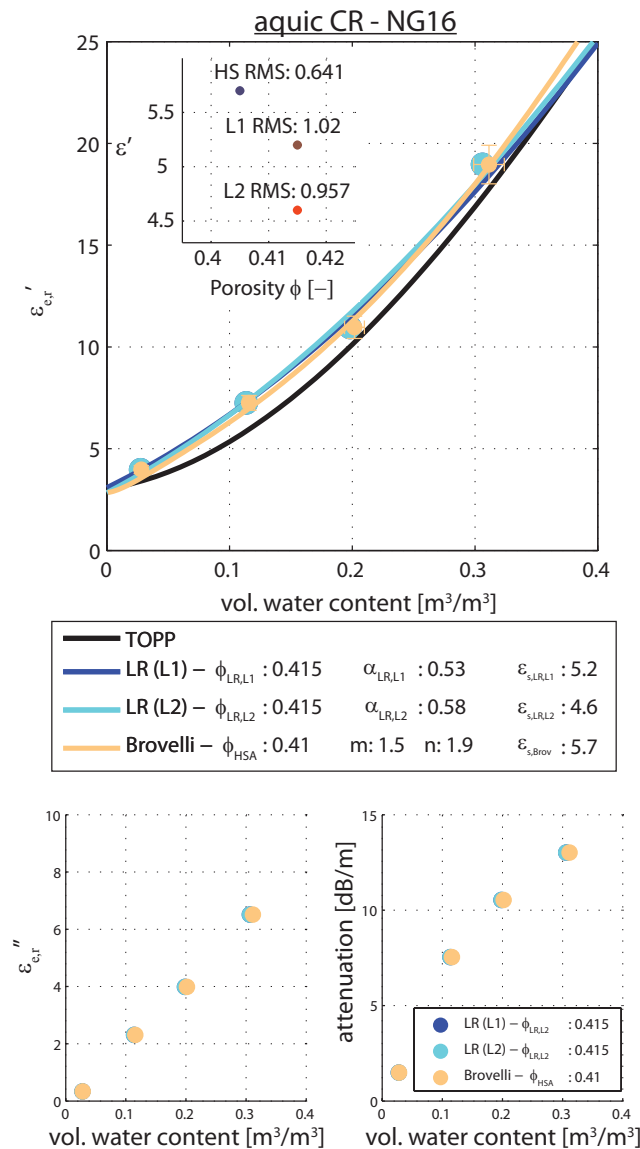 aquic CR - NG16
25
20
15
10
5
0
εe,r′
HS RMS: 0.641
L1 RMS: 1.02
L2 RMS: 0.957
5.5
5
4.5
ε′
0.4 0.41 0.42
Porosity ϕ [−]
0 0.1 0.2 0.3 0.4
vol. water content [m³/m³]
TOPP
LR (L1) − ϕLR,L1 : 0.415 αLR,L1 : 0.53 εs,LR,L1 : 5.2
LR (L2) − ϕLR,L2 : 0.415 αLR,L2 : 0.58 εs,LR,L2 : 4.6
Brovelli − ϕHSA : 0.41 m: 1.5 n: 1.9 εs,Brov : 5.7
10
8
6
4
2
0
εe,r″
0 0.1 0.2 0.3 0.4
vol. water content [m³/m³]
15
10
5
0
attenuation [dB/m]
LR (L1) − ϕLR,L2 : 0.415
LR (L2) − ϕLR,L2 : 0.415
Brovelli − ϕHSA : 0.41
0 0.1 0.2 0.3 0.4
vol. water content [m³/m³]